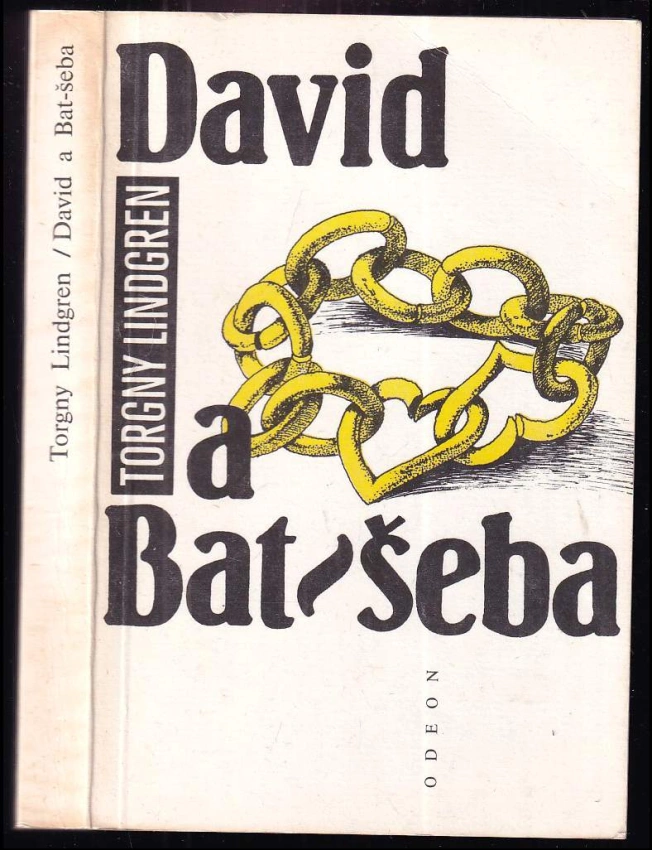 Torgny Lindgren / David a Bat-šeba
David
TORGNY LINDGREN
a
Bat-šeba
ODEON